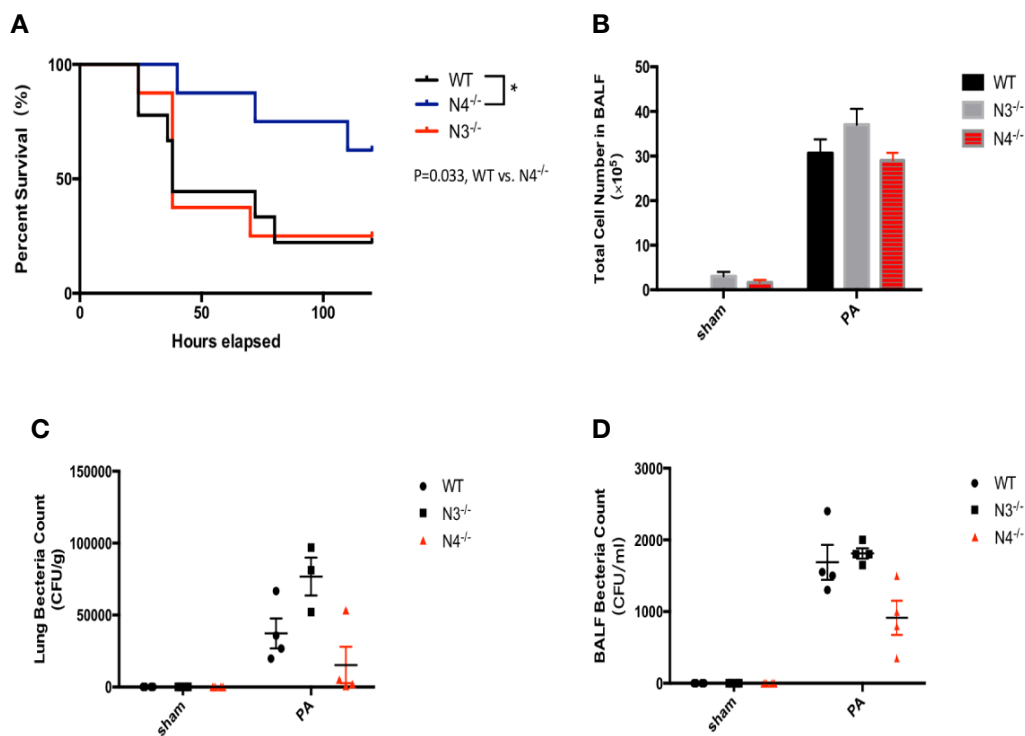 A
Percent Survival (%)
100
50
0
0 50 100
Hours elapsed
WT
N4-/-
N3-/-
*
P=0.033, WT vs. N4-/-
B
Total Cell Number in BALF
(×10⁵)
50
40
30
20
10
0
sham PA
WT
N3-/-
N4-/-
C
Lung Becteria Count
(CFU/g)
150000
100000
50000
0
sham PA
WT
N3-/-
N4-/-
D
BALF Becteria Count
(CFU/ml)
3000
2000
1000
0
sham PA
WT
N3-/-
N4-/-